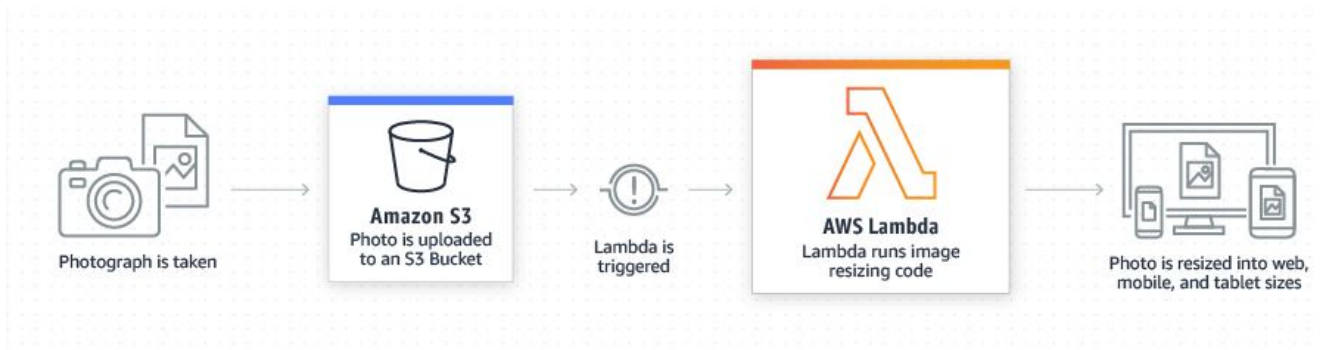 Photograph is taken
Amazon S3
Photo is uploaded
to an S3 Bucket
Lambda is
triggered
AWS Lambda
Lambda runs image
resizing code
Photo is resized into web,
mobile, and tablet sizes